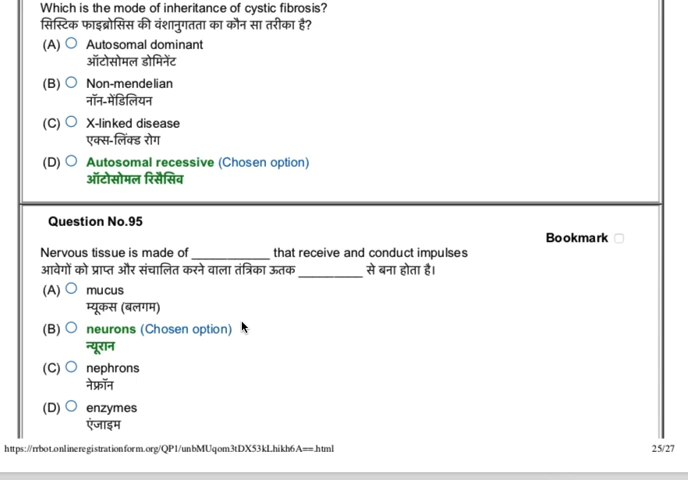 Which is the mode of inheritance of cystic fibrosis?
सिस्टिक फाइब्रोसिस की वंशानुगतता का कौन सा तरीका है?
(A) Autosomal dominant
ऑटोसोमल डोमिनेंट
(B) Non-mendelian
नॉन-मेंडिलियन
(C) X-linked disease
एक्स-लिंक्ड रोग
(D) Autosomal recessive (Chosen option)
ऑटोसोमल रिसैसिव
Question No.95
Bookmark
Nervous tissue is made of ____________ that receive and conduct impulses
आवेगों को प्राप्त और संचालित करने वाला तंत्रिका ऊतक __________ से बना होता है।
(A) mucus
म्यूकस (बलगम)
(B) neurons (Chosen option)
न्यूरान
(C) nephrons
नेफ्रॉन
(D) enzymes
एंजाइम
https://rrbot.onlineregistrationform.org/QP1/unbMUqom3tDX53kLhikh6A==.html 25/27